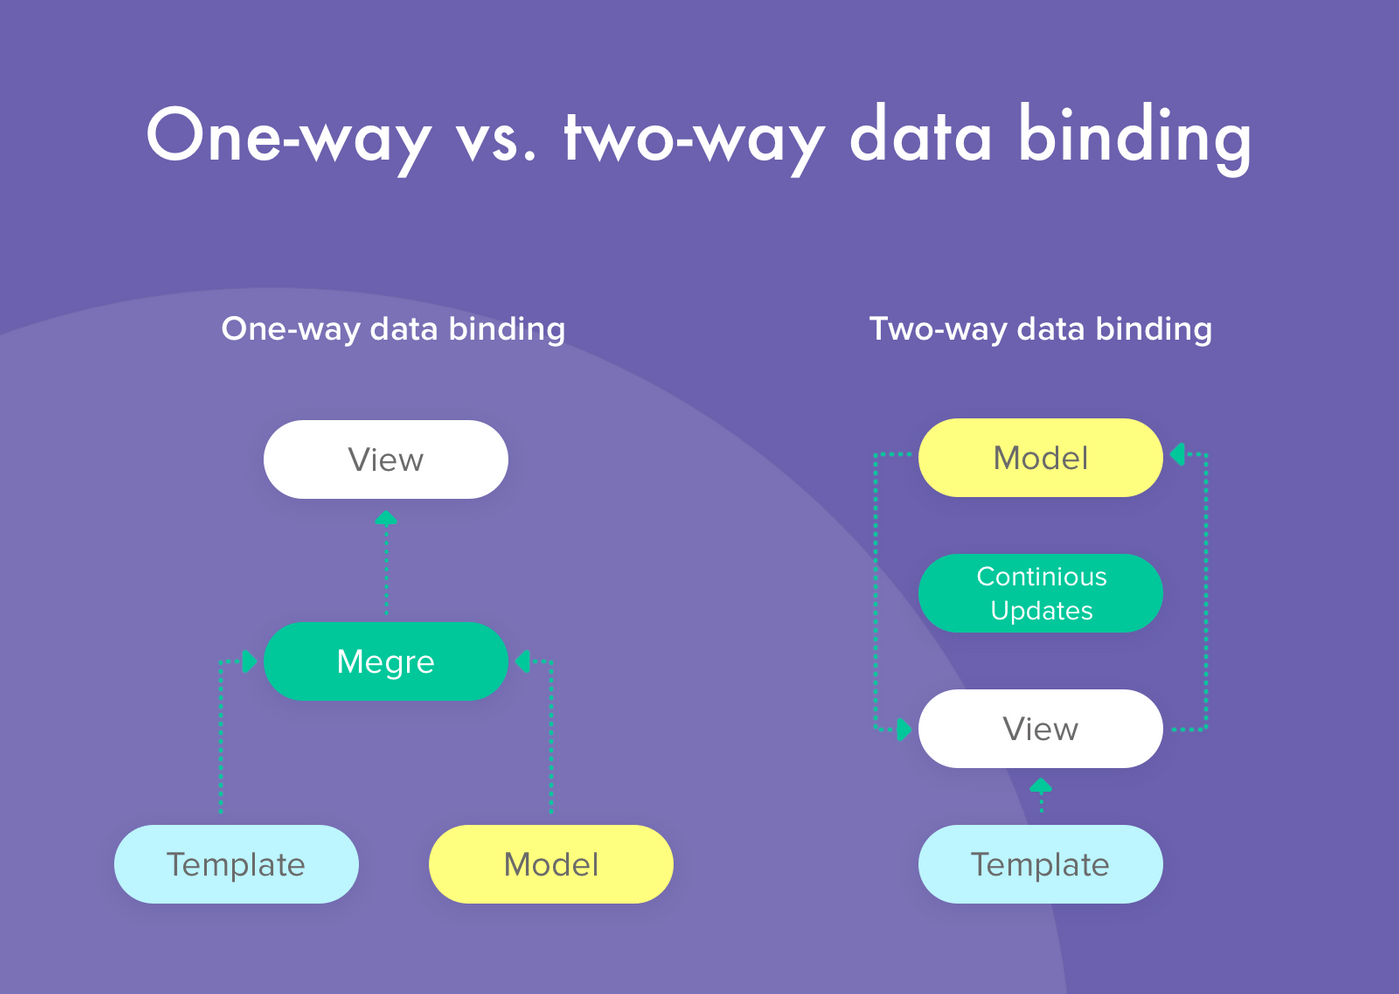 One-way vs. two-way data binding
One-way data binding
View
Megre
Template
Model
Two-way data binding
Model
Continious
Updates
View
Template